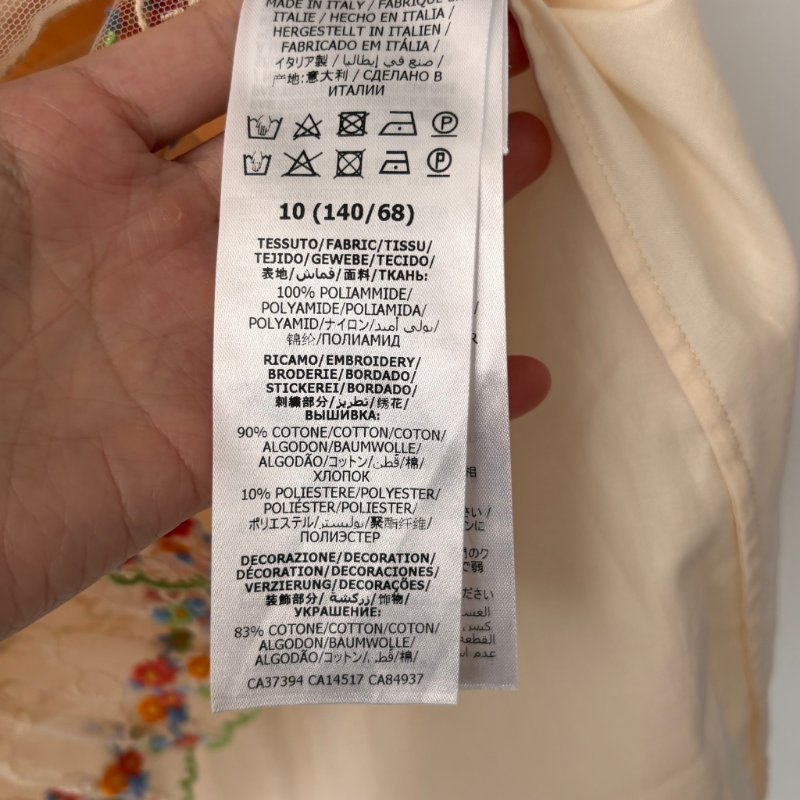 MADE IN ITALY / FABRIQUÉ EN
ITALIE / HECHO EN ITALIA /
HERGESTELLT IN ITALIEN /
FABRICADO EM ITÁLIA /
イタリア製 / صنع في إيطاليا /
产地:意大利 / СДЕЛАНО В
ИТАЛИИ
P
P
10 (140/68)
TESSUTO/FABRIC/TISSU/
TEJIDO/GEWEBE/TECIDO/
表地/قماش/面料/ТКАНЬ:
100% POLIAMMIDE/
POLYAMIDE/POLIAMIDA/
POLYAMID/ナイロン/بولي أميد/
锦纶/ПОЛИАМИД
RICAMO/EMBROIDERY/
BRODERIE/BORDADO/
STICKEREI/BORDADO/
刺繍部分/تطريز/绣花/
ВЫШИВКА:
90% COTONE/COTTON/COTON/
ALGODON/BAUMWOLLE/
ALGODÃO/コットン/قطن/棉/
ХЛОПОК
10% POLIESTERE/POLYESTER/
POLIÉSTER/POLIESTER/
ポリエステル/بوليستر/聚酯纤维/
ПОЛИЭСТЕР
DECORAZIONE/DECORATION/
DÉCORATION/DECORACIONES/
VERZIERUNG/DECORAÇÕES/
装飾部分/زركشة/饰物/
УКРАШЕНИЕ:
83% COTONE/COTTON/COTON/
ALGODON/BAUMWOLLE/
ALGODÃO/コットン/قطن/棉/
CA37394 CA14517 CA84937